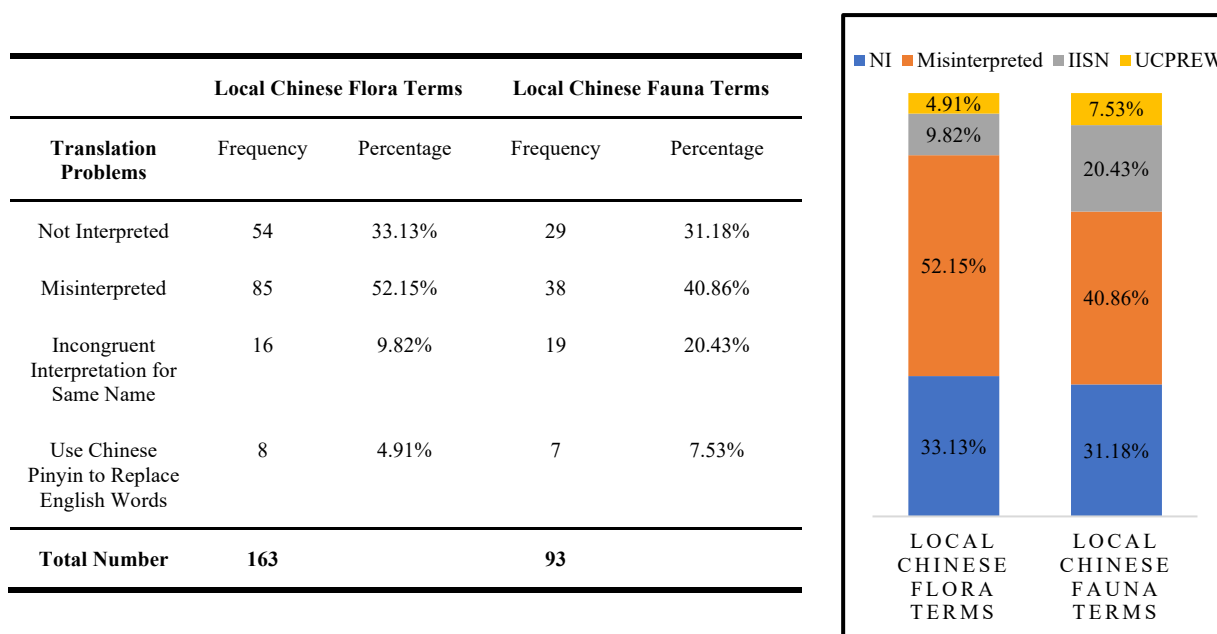 Local Chinese Flora Terms Local Chinese Fauna Terms
Translation Frequency Percentage Frequency Percentage
Problems
Not Interpreted 54 33.13% 29 31.18%
Misinterpreted 85 52.15% 38 40.86%
Incongruent 16 9.82% 19 20.43%
Interpretation for
Same Name
Use Chinese 8 4.91% 7 7.53%
Pinyin to Replace
English Words
Total Number 163 93
NI Misinterpreted IISN UCPREW
4.91% 7.53%
9.82% 20.43%
52.15% 40.86%
33.13% 31.18%
LOCAL LOCAL
CHINESE CHINESE
FLORA FAUNA
TERMS TERMS